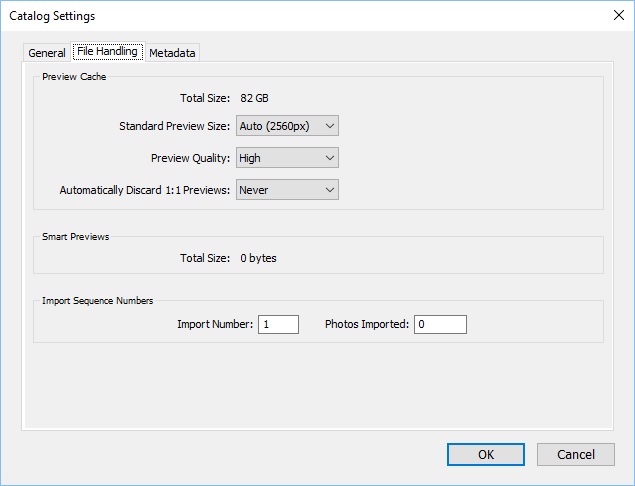 Catalog Settings
General File Handling Metadata
Preview Cache
Total Size: 82 GB
Standard Preview Size: Auto (2560px)
Preview Quality: High
Automatically Discard 1:1 Previews: Never
Smart Previews
Total Size: 0 bytes
Import Sequence Numbers
Import Number: 1 Photos Imported: 0
OK Cancel